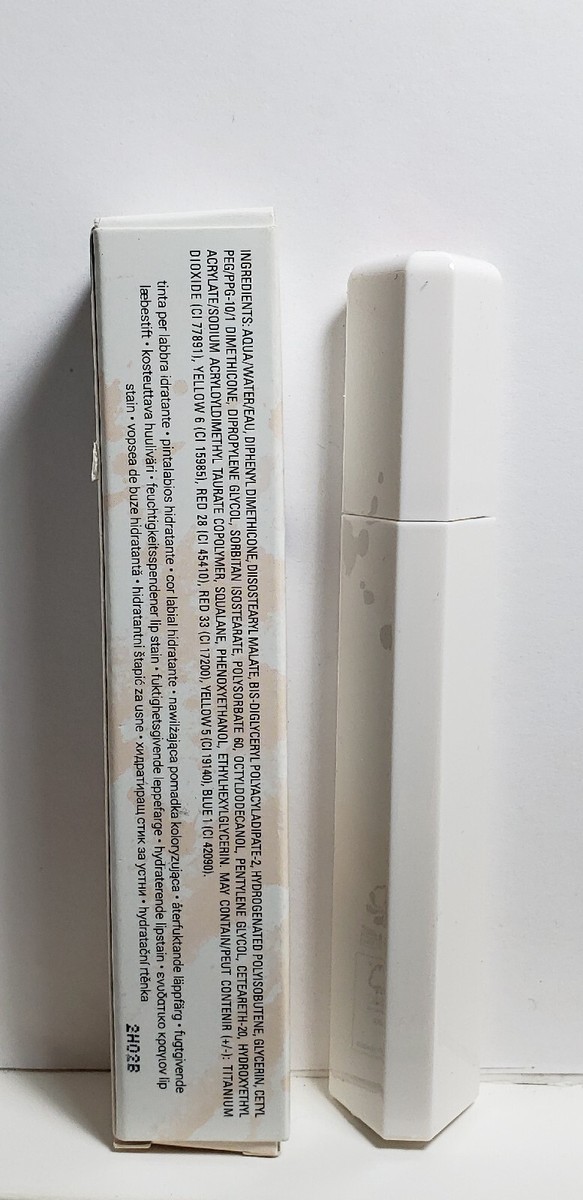 INGREDIENTS: AQUA/WATER/EAU, DIPHENYL DIMETHICONE, DIISOSTEARYL MALATE, BIS-DIGLYCERYL POLYACYLADIPATE-2, HYDROGENATED POLYISOBUTENE, GLYCERIN, CETYL
PEG/PPG-10/1 DIMETHICONE, DIPROPYLENE GLYCOL, SORBITAN ISOSTEARATE, POLYSORBATE 60, OCTYLDODECANOL, PENTYLENE GLYCOL, CETEARETH-20, HYDROXYETHYL
ACRYLATE/SODIUM ACRYLOYLDIMETHYL TAURATE COPOLYMER, SQUALANE, PHENOXYETHANOL, ETHYLHEXYLGLYCERIN. MAY CONTAIN/PEUT CONTENIR (+/-): TITANIUM
DIOXIDE (CI 77891), YELLOW 6 (CI 15985), RED 28 (CI 45410), RED 33 (CI 17200), YELLOW 5 (CI 19140), BLUE 1 (CI 42090).
tinta per labbra idratante • pintalabios hidratante • cor labial hidratante • nawilżająca pomadka koloryzująca • återfuktande läppfärg • fugtgivende
læbestift • kosteuttava huuliväri • feuchtigkeitsspendener lip stain • fuktighetsgivende leppefarge • hydraterende lipstain • ενυδατικο κραγιον lip
stain • vopsea de buze hidratantă • hidratantni štapić za usne • хидратиращ стик за устни • hydratační rtěnka
2H02B